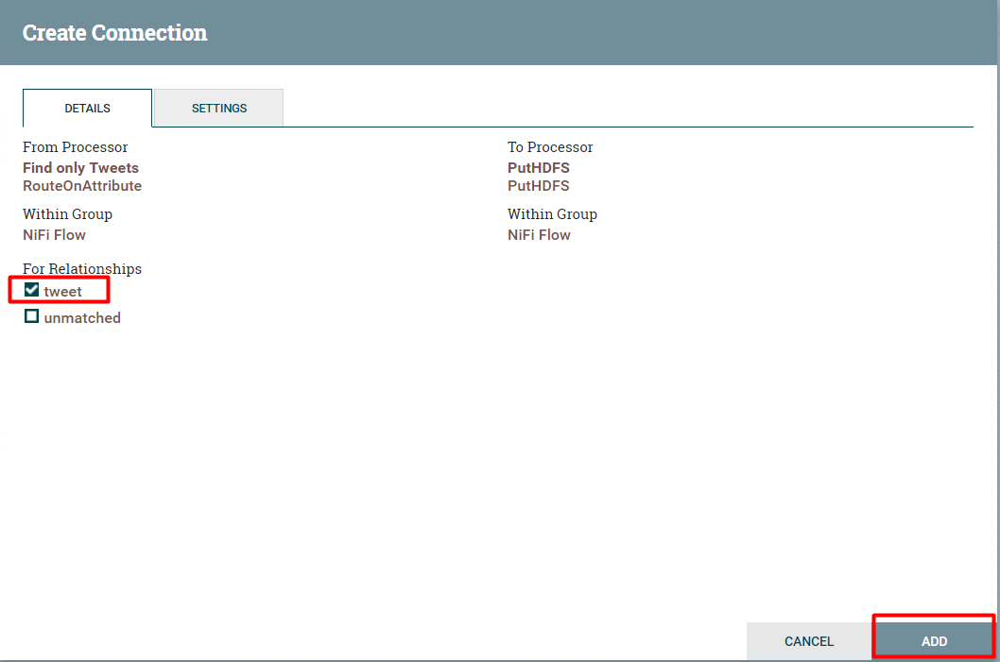 Create Connection
DETAILS
SETTINGS
From Processor
Find only Tweets
RouteOnAttribute
Within Group
NiFi Flow
For Relationships
tweet
unmatched
To Processor
PutHDFS
PutHDFS
Within Group
NiFi Flow
CANCEL
ADD